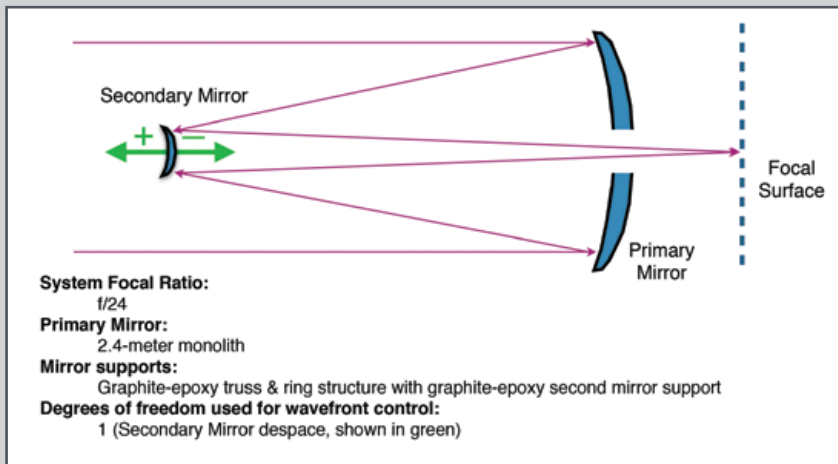 Secondary Mirror
+ −
Focal
Surface
Primary
Mirror
System Focal Ratio:
f/24
Primary Mirror:
2.4-meter monolith
Mirror supports:
Graphite-epoxy truss & ring structure with graphite-epoxy second mirror support
Degrees of freedom used for wavefront control:
1 (Secondary Mirror despace, shown in green)